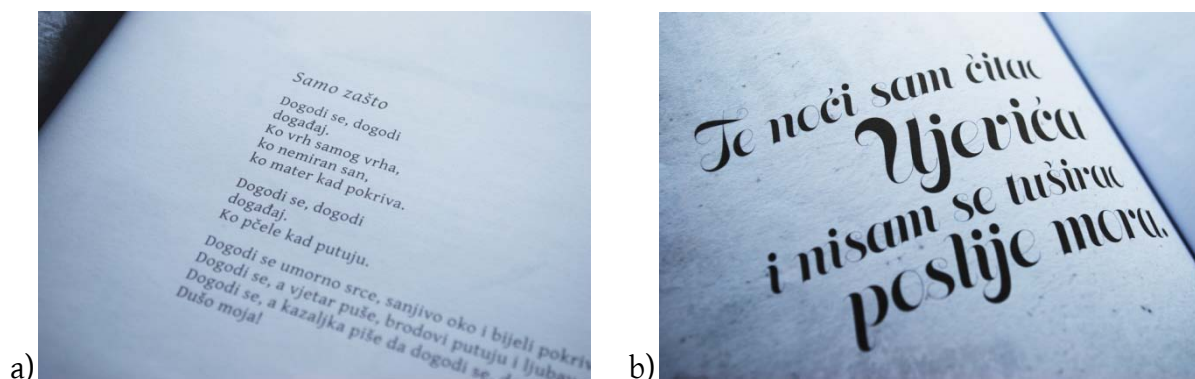 a)
Samo zašto
Dogodi se, dogodi
događaj.
Ko vrh samog vrha,
ko nemiran san,
ko mater kad pokriva.
Dogodi se, dogodi
događaj.
Ko pčele kad putuju.
Dogodi se umorno srce, sanjivo oko i bijeli
Dogodi se, a vjetar puše, brodovi putuju i
Dogodi se, a kazaljka piše da dogodi se,
Dušo moja!
b)
Te noći sam čitao
Ujevića
i nisam se tuširao
poslije mora.